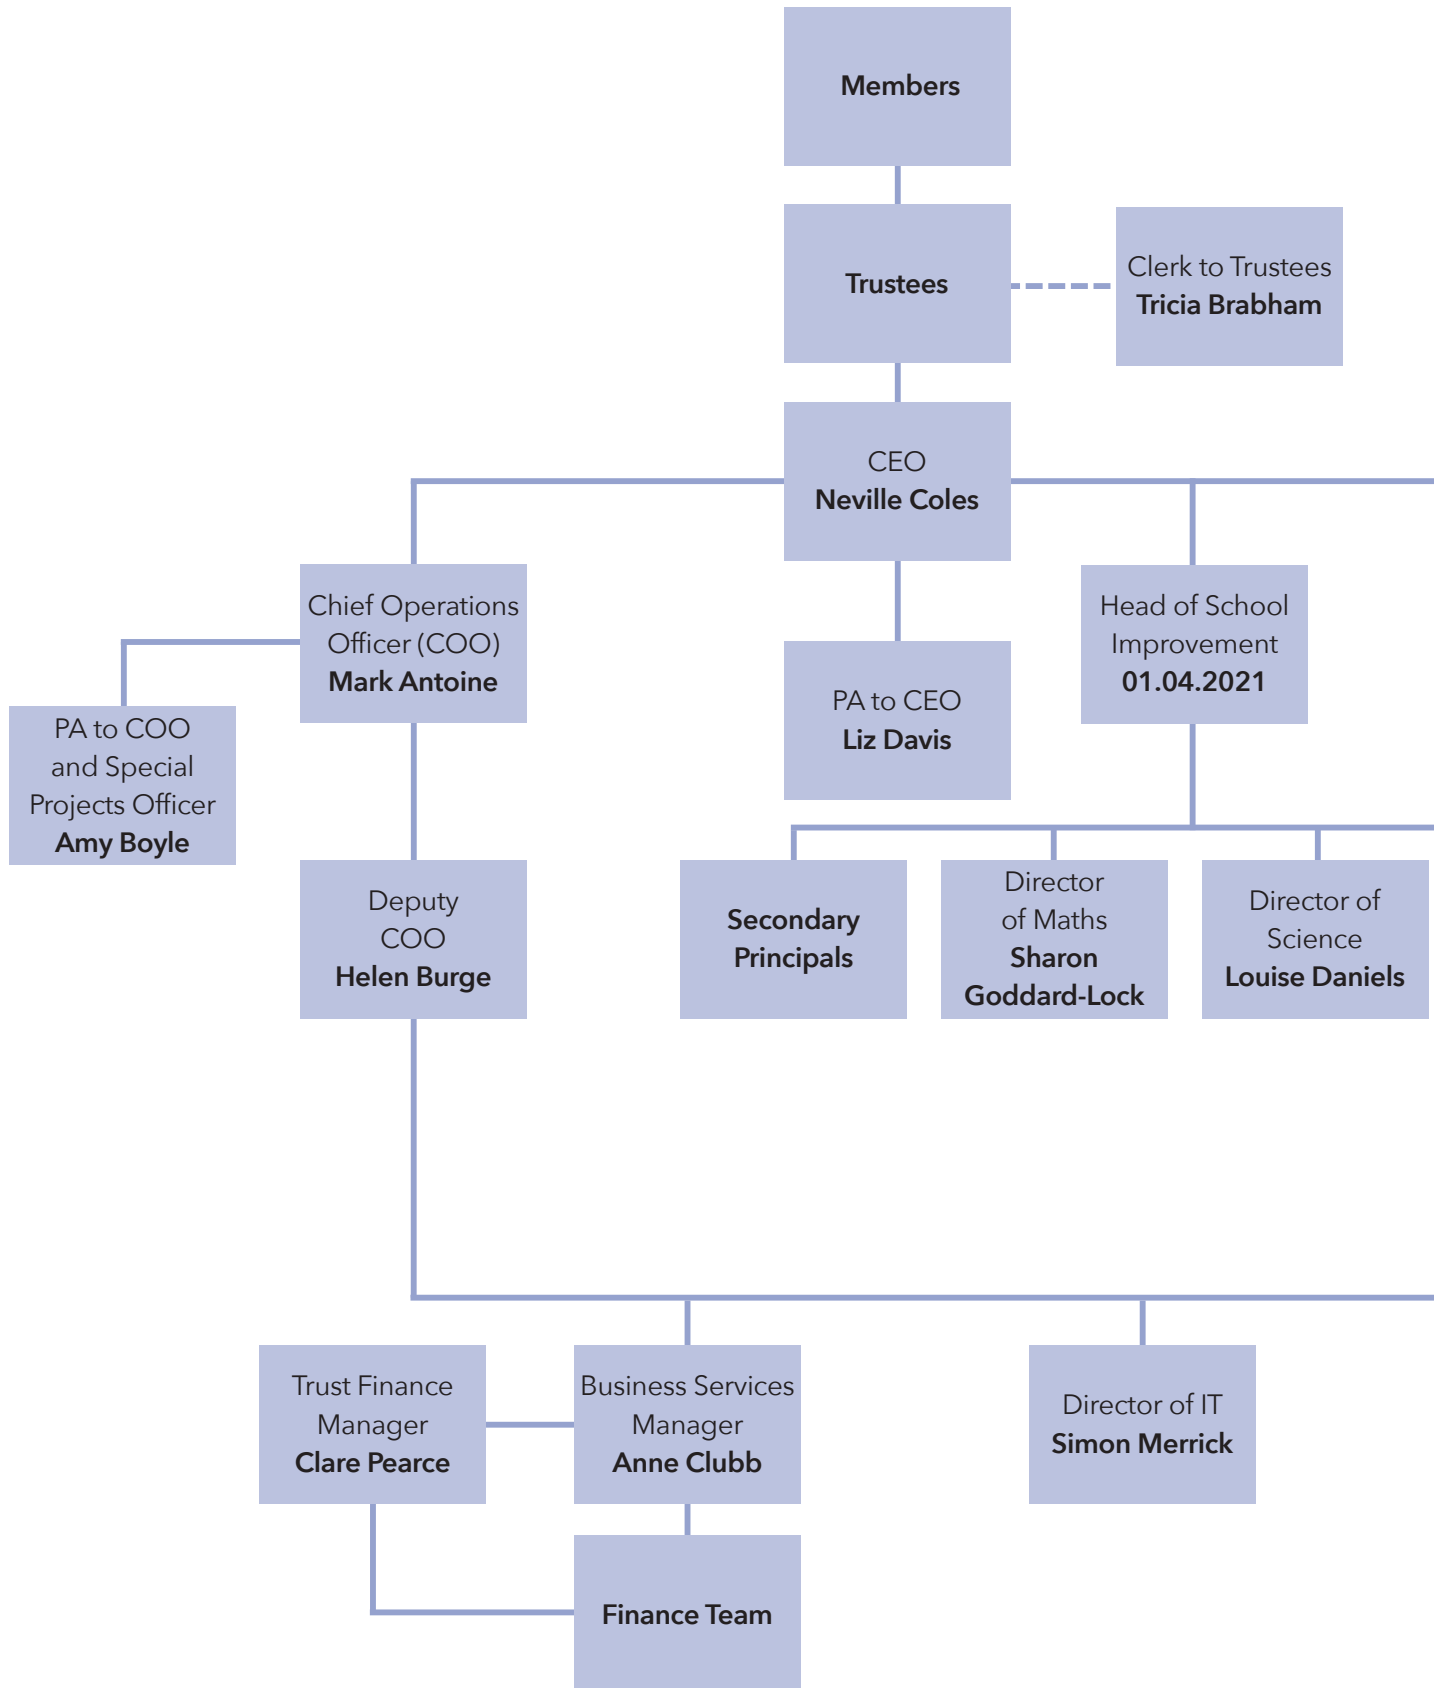 Members
Trustees
Clerk to Trustees
Tricia Brabham
CEO
Neville Coles
Chief Operations
Officer (COO)
Mark Antoine
Head of School
Improvement
01.04.2021
PA to CEO
Liz Davis
PA to COO
and Special
Projects Officer
Amy Boyle
Deputy
COO
Helen Burge
Secondary
Principals
Director
of Maths
Sharon
Goddard-Lock
Director of
Science
Louise Daniels
Trust Finance
Manager
Clare Pearce
Business Services
Manager
Anne Clubb
Director of IT
Simon Merrick
Finance Team